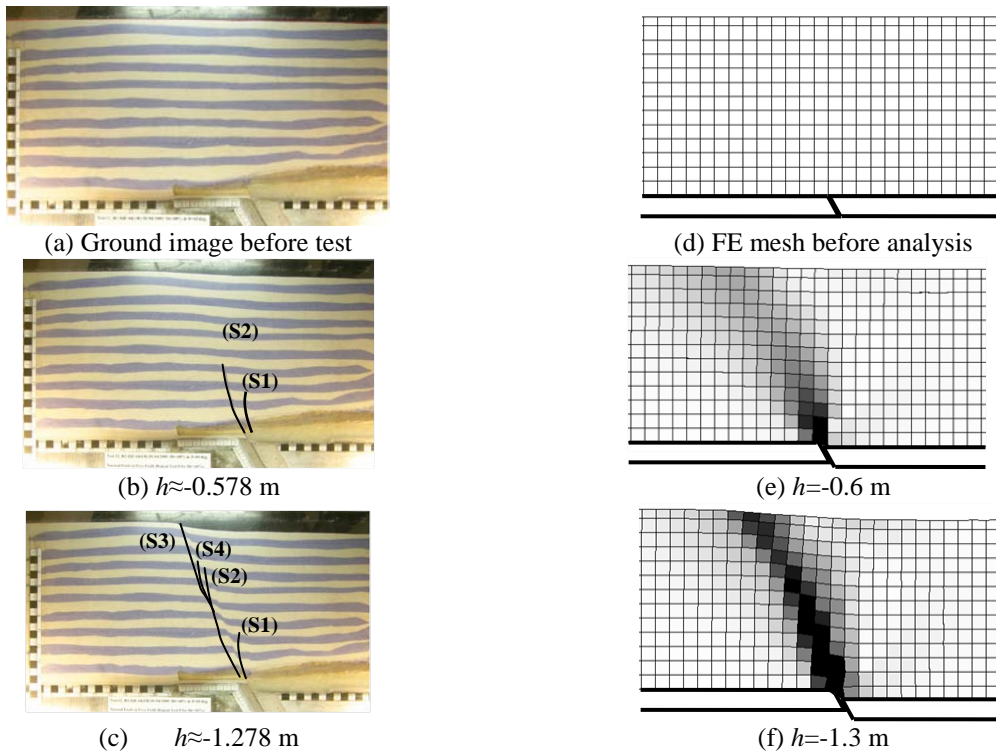 (a) Ground image before test
(d) FE mesh before analysis
(S2)
(S1)
(b) h≈-0.578 m
(e) h=-0.6 m
(S3)
(S4)
(S2)
(S1)
(c) h≈-1.278 m
(f) h=-1.3 m